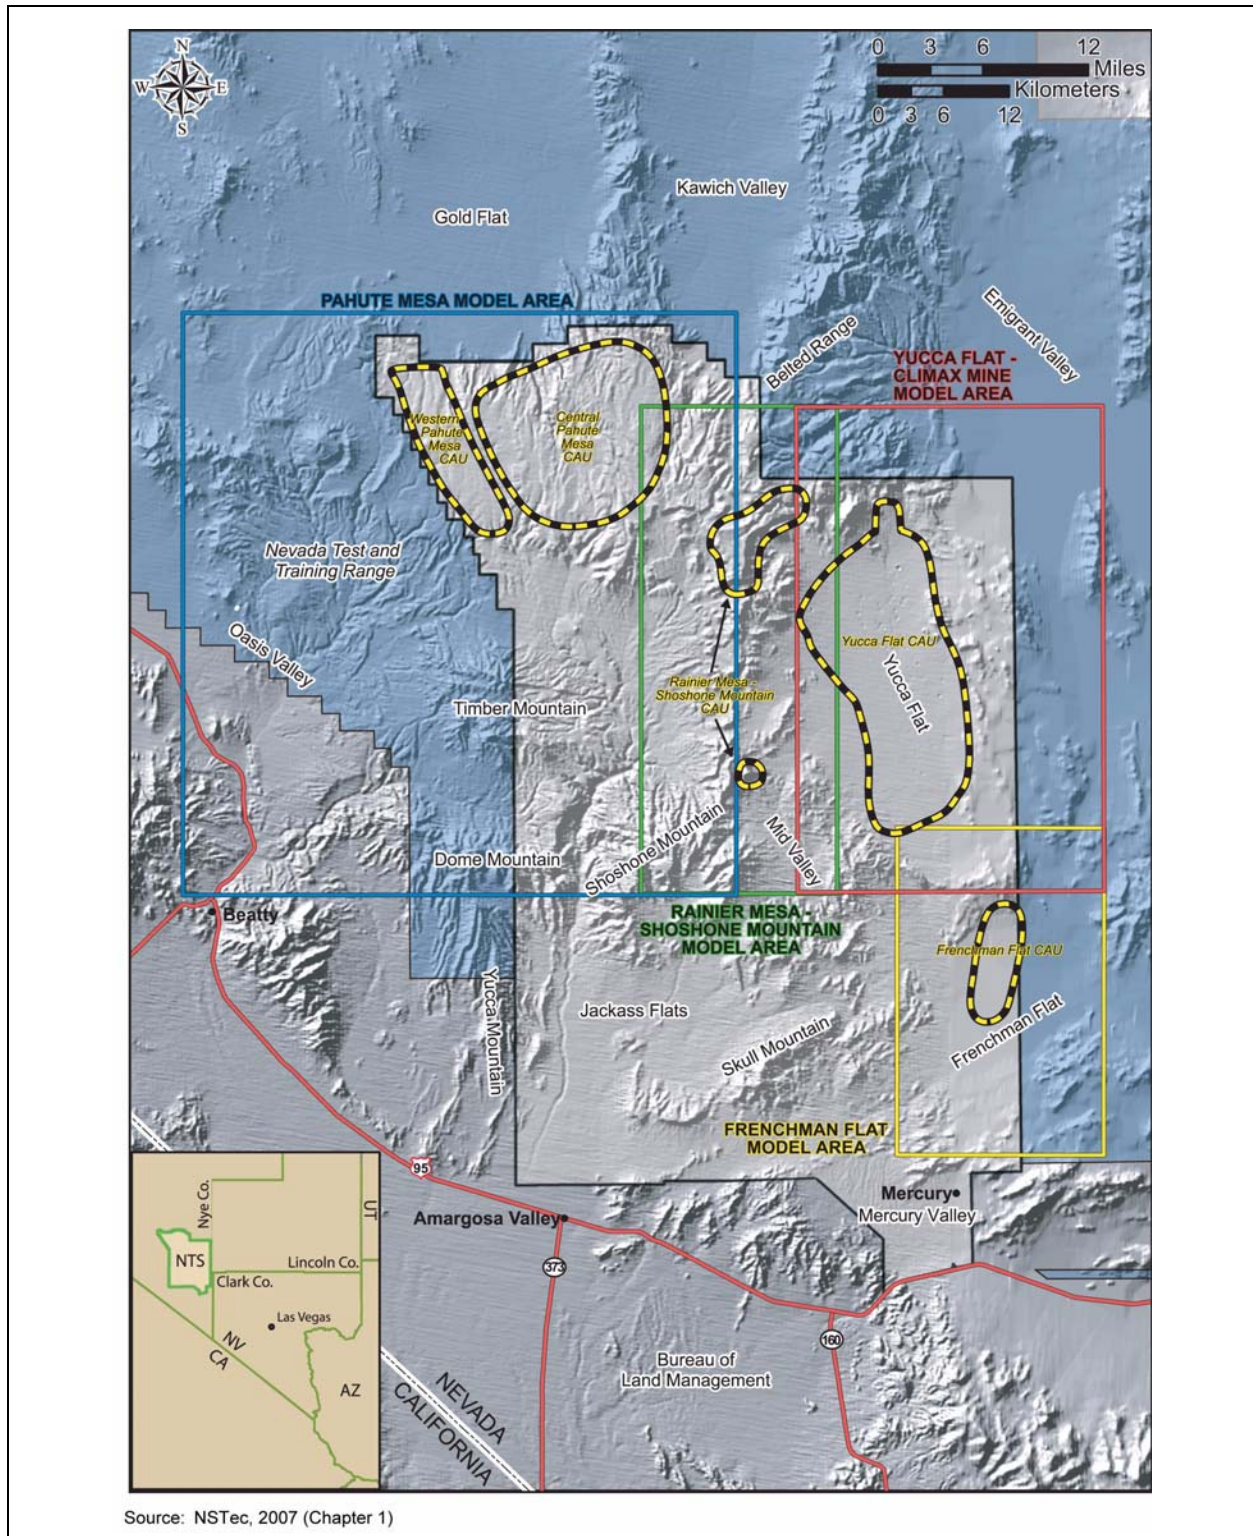 N
W
E
S
0 3 6 12
Miles
Kilometers
0 3 6 12
Kawich Valley
Gold Flat
PAHUTE MESA MODEL AREA
Emigrant Valley
Belted Range
YUCCA FLAT -
CLIMAX MINE
MODEL AREA
Western
Pahute
Mesa
CAU
Central
Pahute
Mesa
CAU
Nevada Test and
Training Range
Oasis Valley
Yucca Flat CAU
Yucca Flat
Rainier Mesa -
Shoshone Mountain
CAU
Timber Mountain
Shoshone Mountain
Mid Valley
Dome Mountain
Beatty
RAINIER MESA -
SHOSHONE MOUNTAIN
MODEL AREA
Frenchman Flat CAU
Yucca Mountain
Jackass Flats
Skull Mountain
Frenchman Flat
FRENCHMAN FLAT
MODEL AREA
95
Mercury
Mercury Valley
Amargosa Valley
373
160
Bureau of
Land Management
NEVADA
CALIFORNIA
Nye Co.
UT
NTS
Lincoln Co.
Clark Co.
Las Vegas
NV
CA
AZ
Source: NSTec, 2007 (Chapter 1)